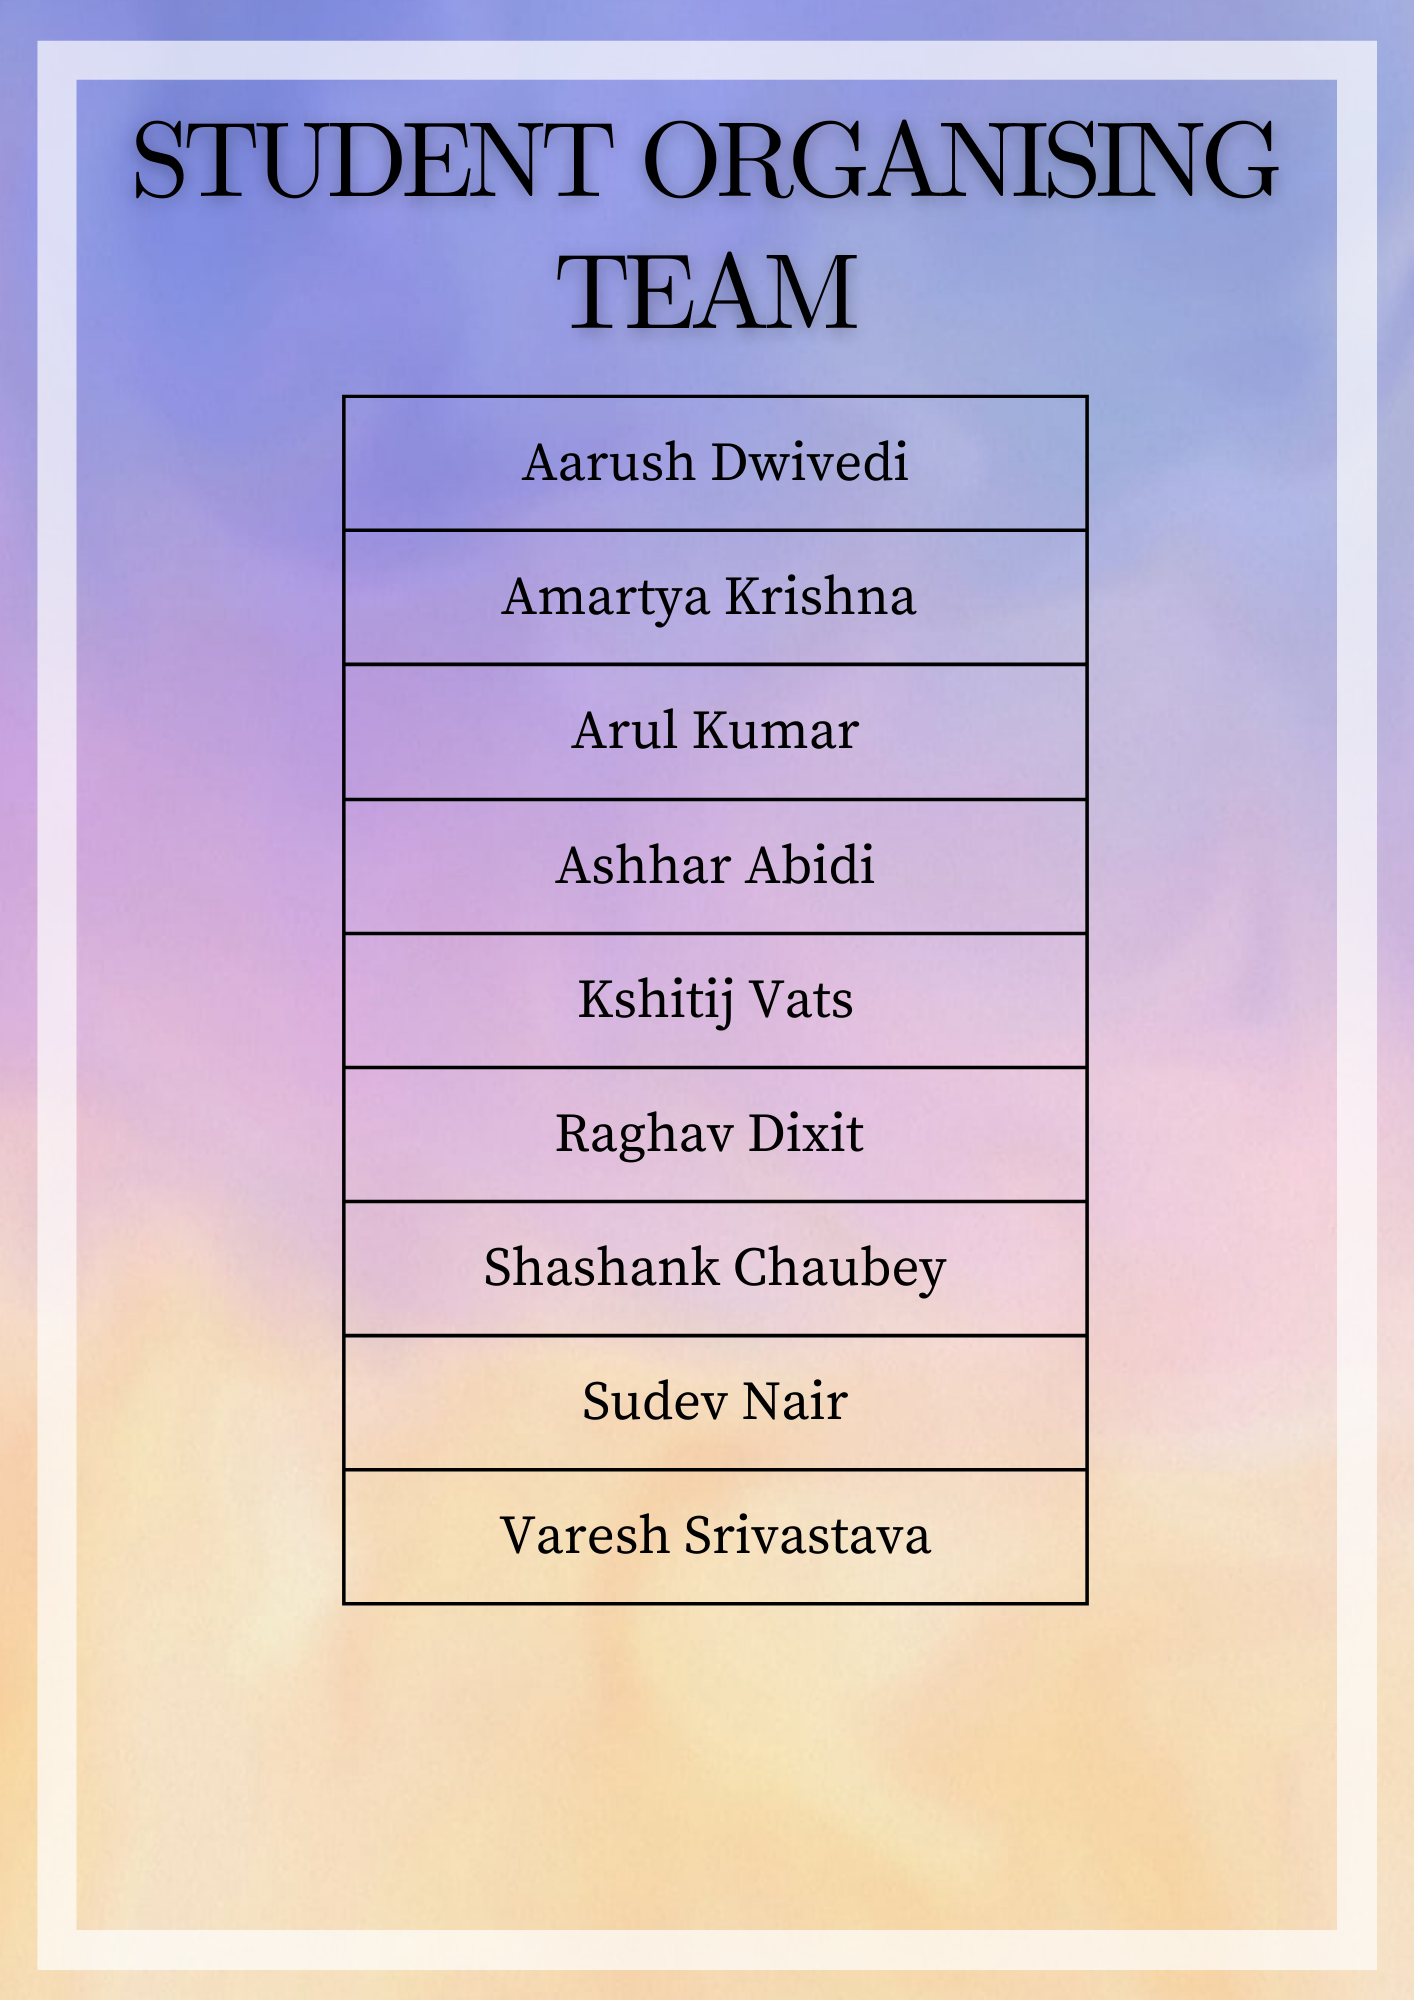 STUDENT ORGANISING
TEAM
Aarush Dwivedi
Amartya Krishna
Arul Kumar
Ashhar Abidi
Kshitij Vats
Raghav Dixit
Shashank Chaubey
Sudev Nair
Varesh Srivastava